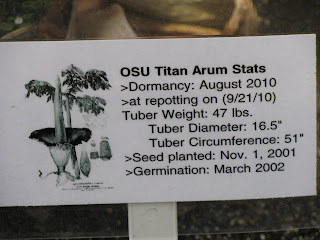 OSU Titan Arum Stats
>Dormancy: August 2010
>at repotting on (9/21/10)
Tuber Weight: 47 lbs.
Tuber Diameter: 16.5"
Tuber Circumference: 51"
>Seed planted: Nov. 1, 2001
>Germination: March 2002